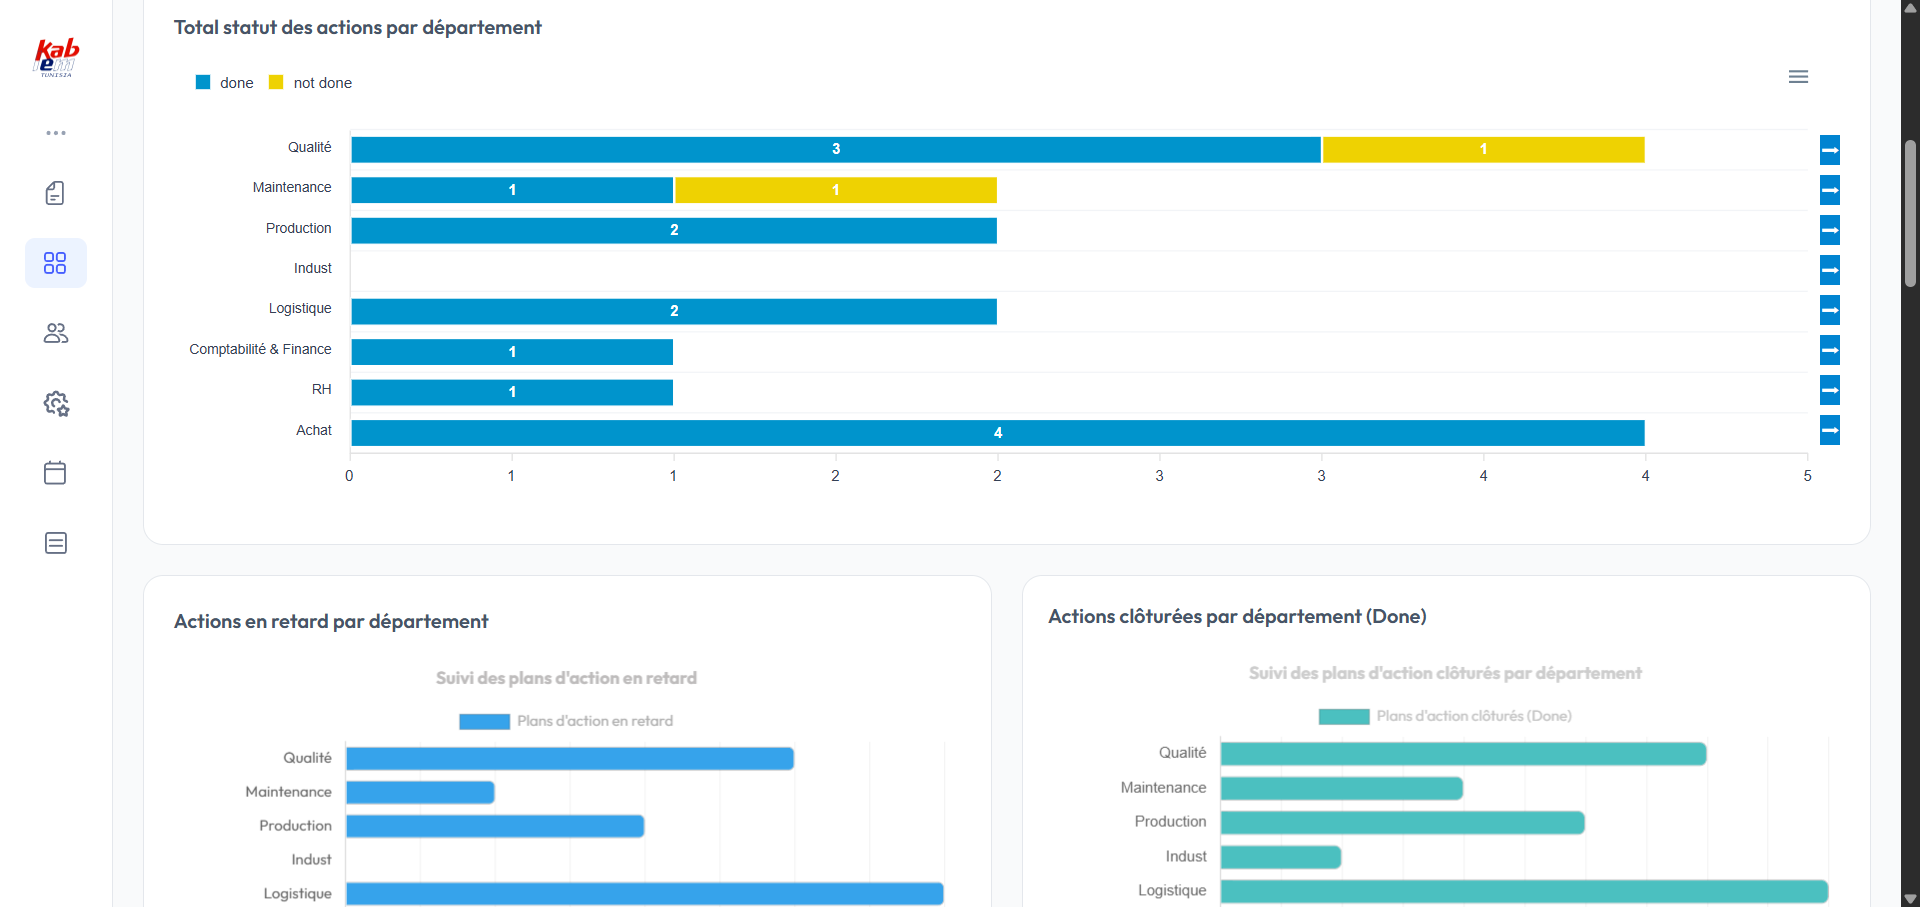 Kab
lem
TUNISIA
Total statut des actions par département
done not done
Qualité 3 1
Maintenance 1 1
Production 2
Indust
Logistique 2
Comptabilité & Finance 1
RH 1
Achat 4
0 1 1 2 2 3 3 4 4 5
Actions en retard par département
Suivi des plans d'action en retard
Plans d'action en retard
Qualité
Maintenance
Production
Indust
Logistique
Actions clôturées par département (Done)
Suivi des plans d'action clôturés par département
Plans d'action clôturés (Done)
Qualité
Maintenance
Production
Indust
Logistique